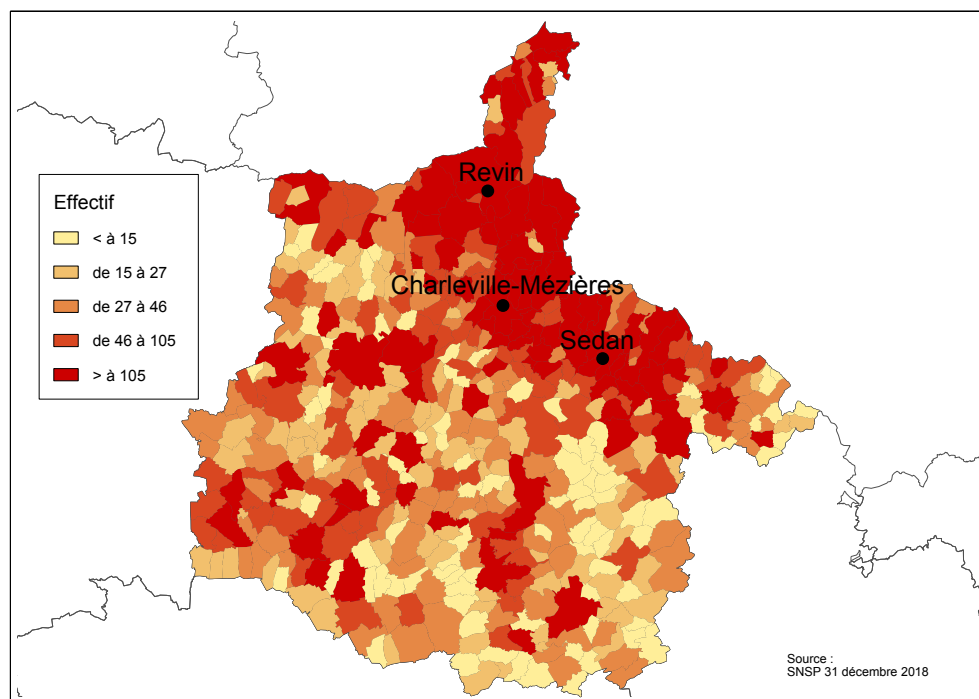 Revin
Effectif
< à 15
de 15 à 27
de 27 à 46
de 46 à 105
> à 105
Charleville-Mézières
Sedan
Source :
SNSP 31 décembre 2018